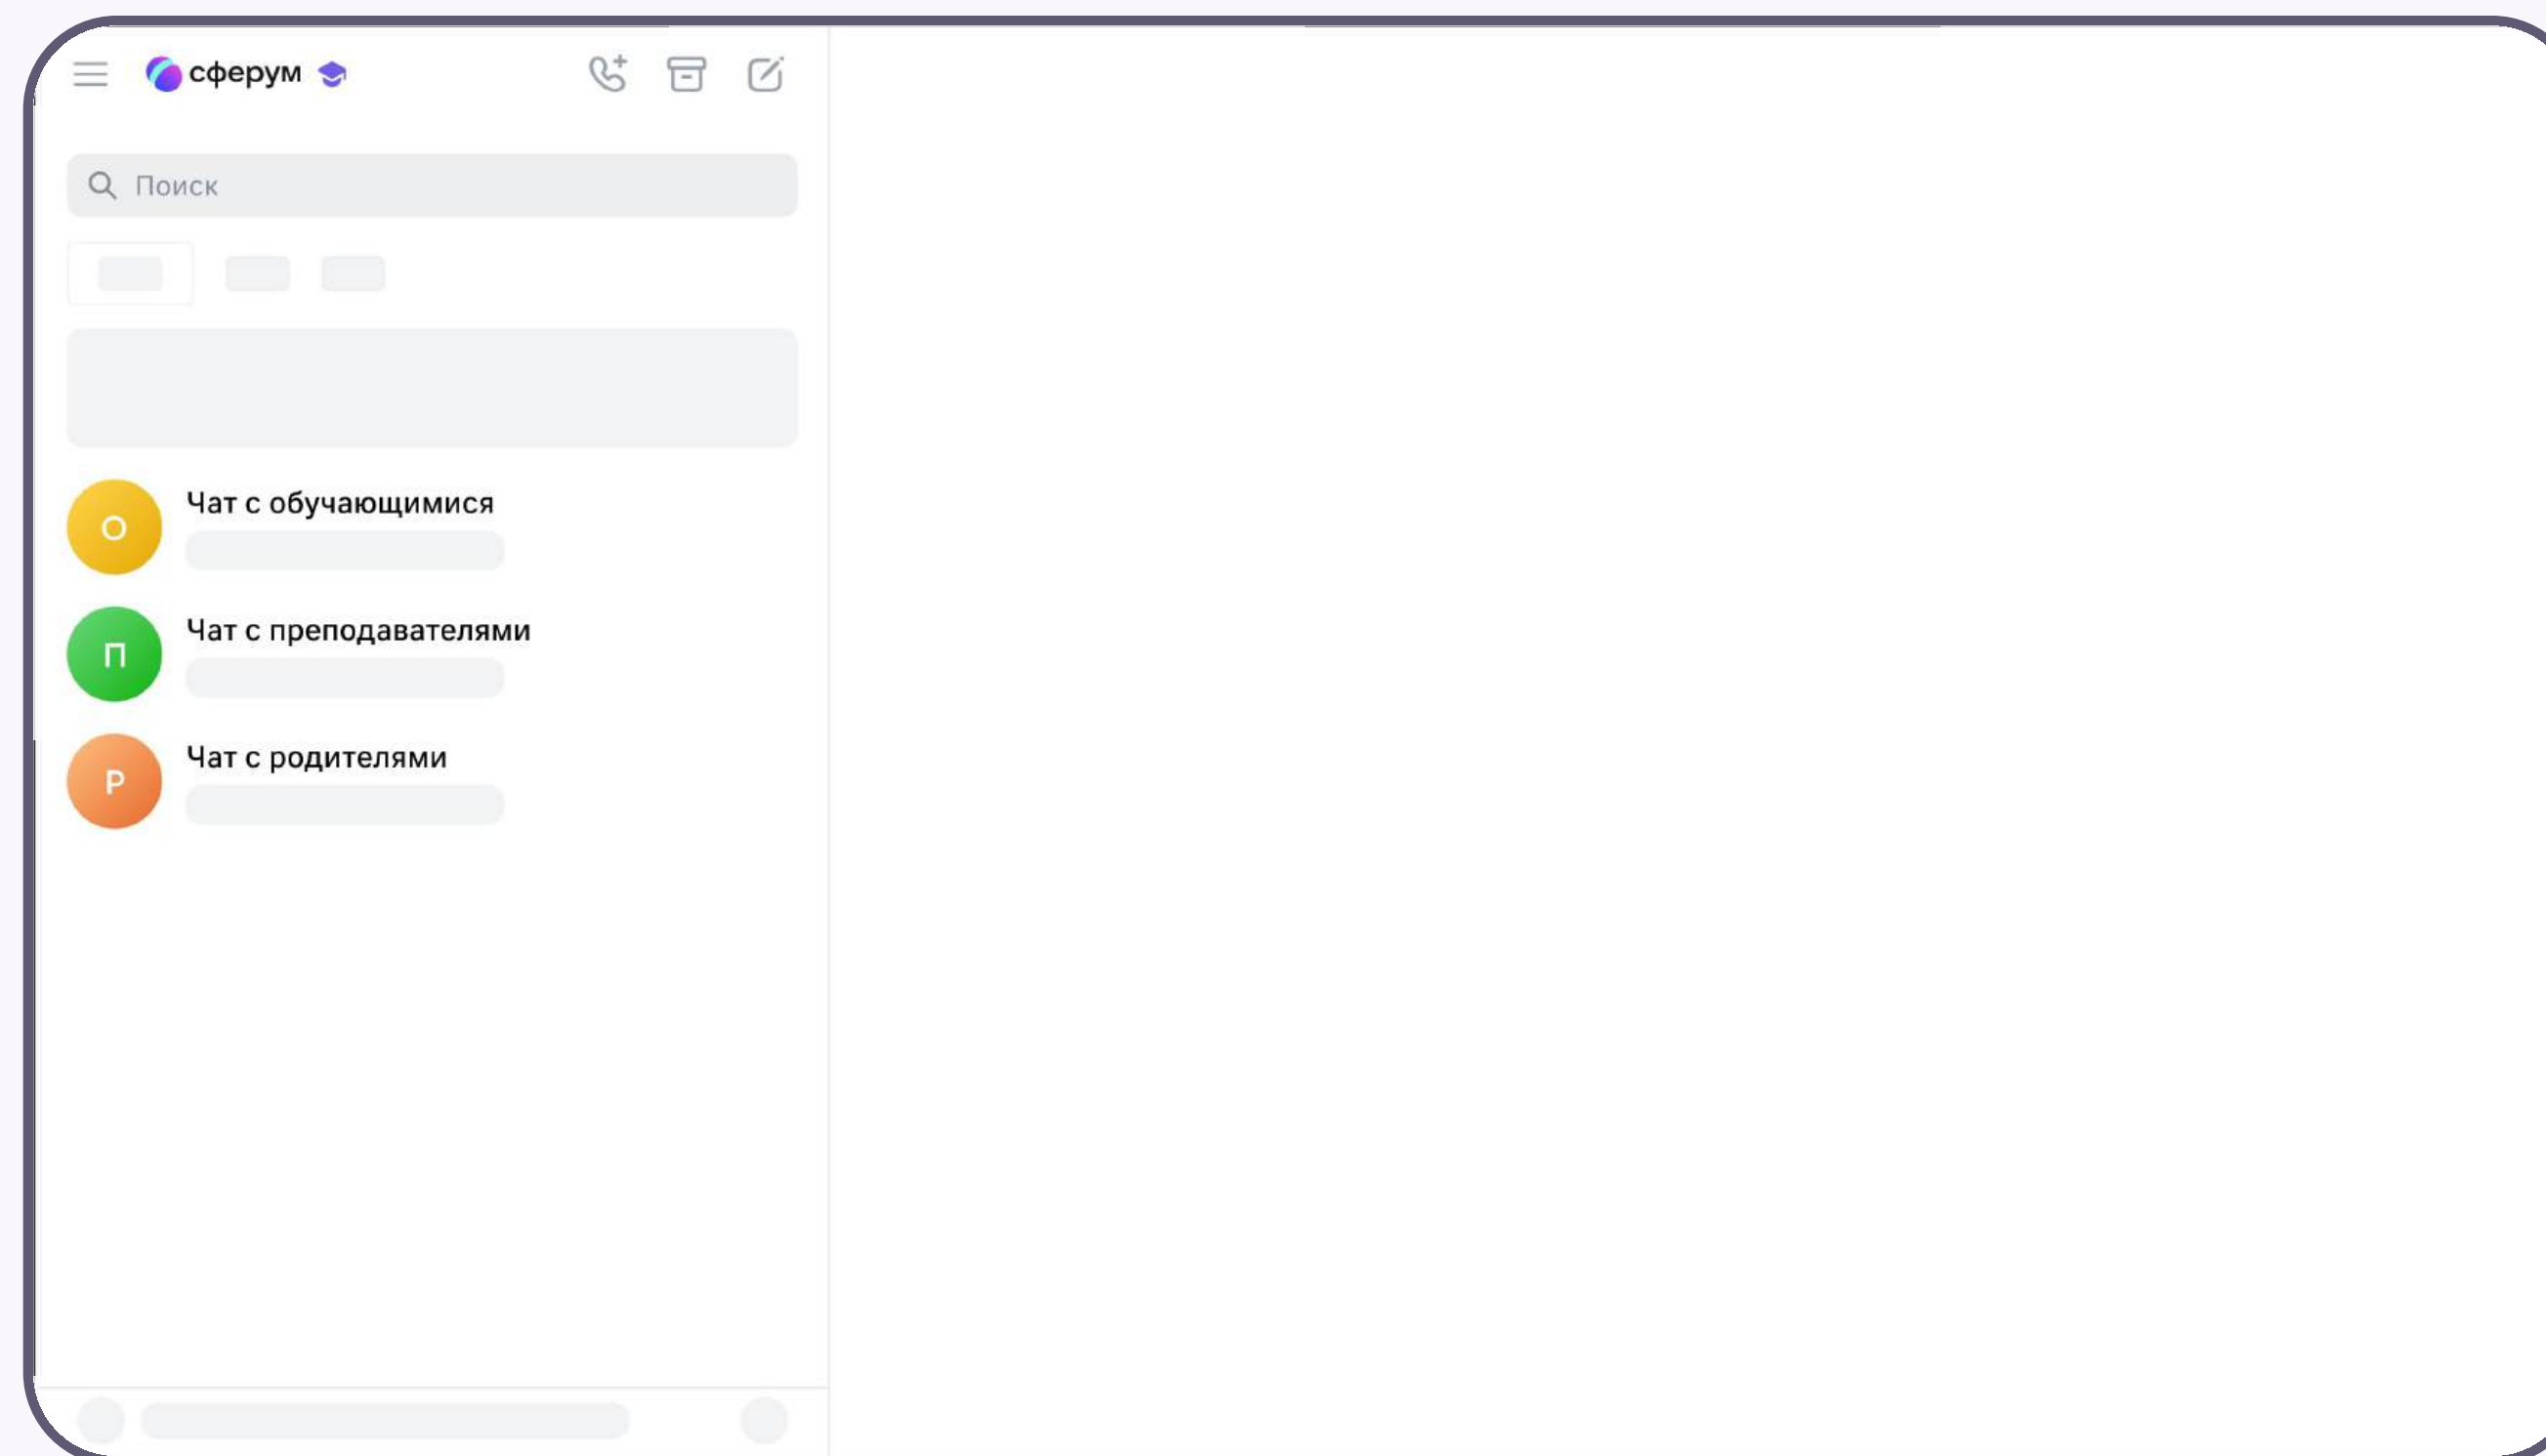 сферум
Поиск
О
Чат с обучающимися
П
Чат с преподавателями
Р
Чат с родителями